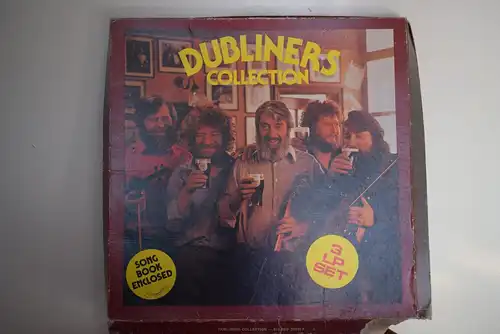 DUBLINERS
COLLECTION
SONG
BOOK
ENCLOSED
3
LP
SET